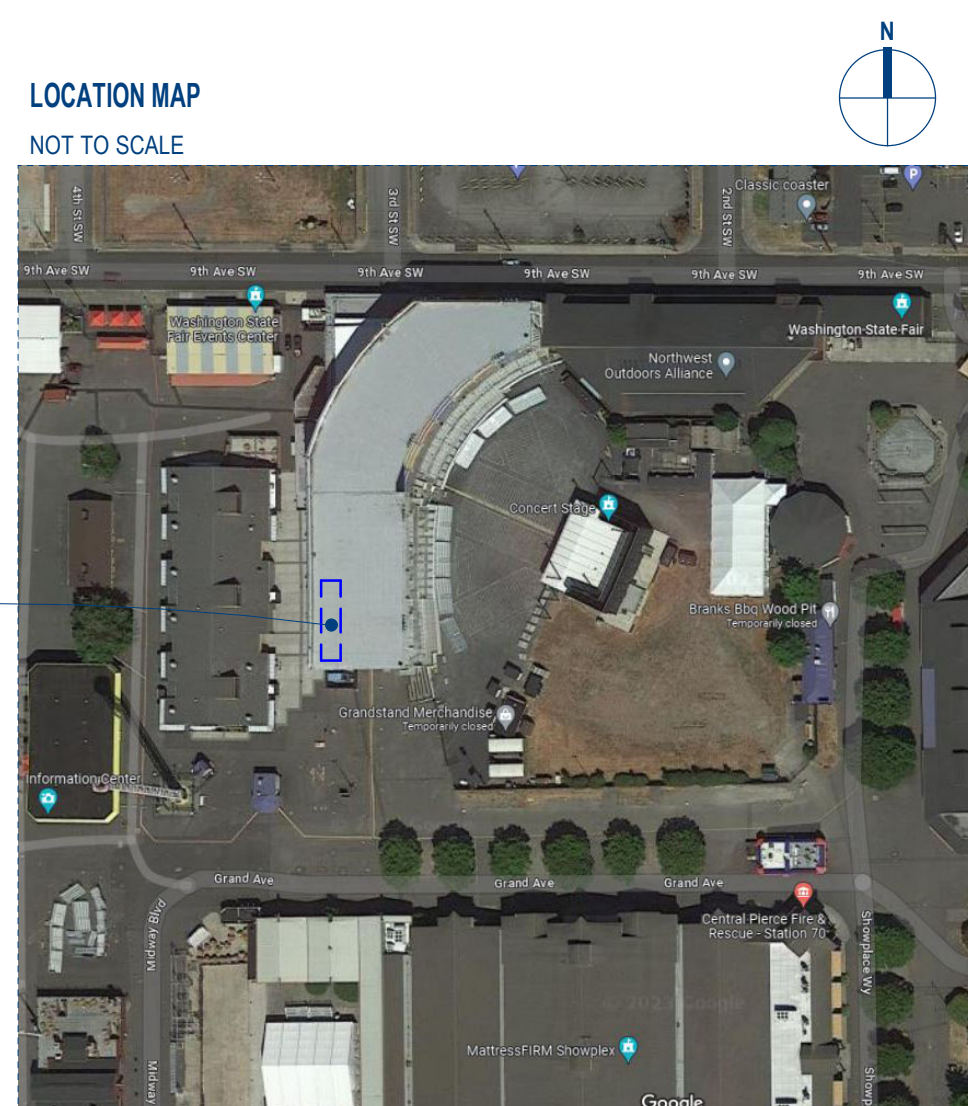 N
LOCATION MAP
NOT TO SCALE
4th St SW
3rd St SW
2nd St SW
Classic coaster
P
9th Ave SW
9th Ave SW
9th Ave SW
9th Ave SW
9th Ave SW
9th Ave SW
Washington State
Fair Events Center
Washington State Fair
Northwest
Outdoors Alliance
Concert Stage
Branks Bbq Wood Pit
Temporarily closed
Grandstand Merchandise
Temporarily closed
Information Center
Grand Ave
Grand Ave
Grand Ave
Central Pierce Fire &
Rescue - Station 70
Midway Blvd
Showplace Wy
© 2023 Google
MattressFIRM Showplex
Midway
Showp
Google